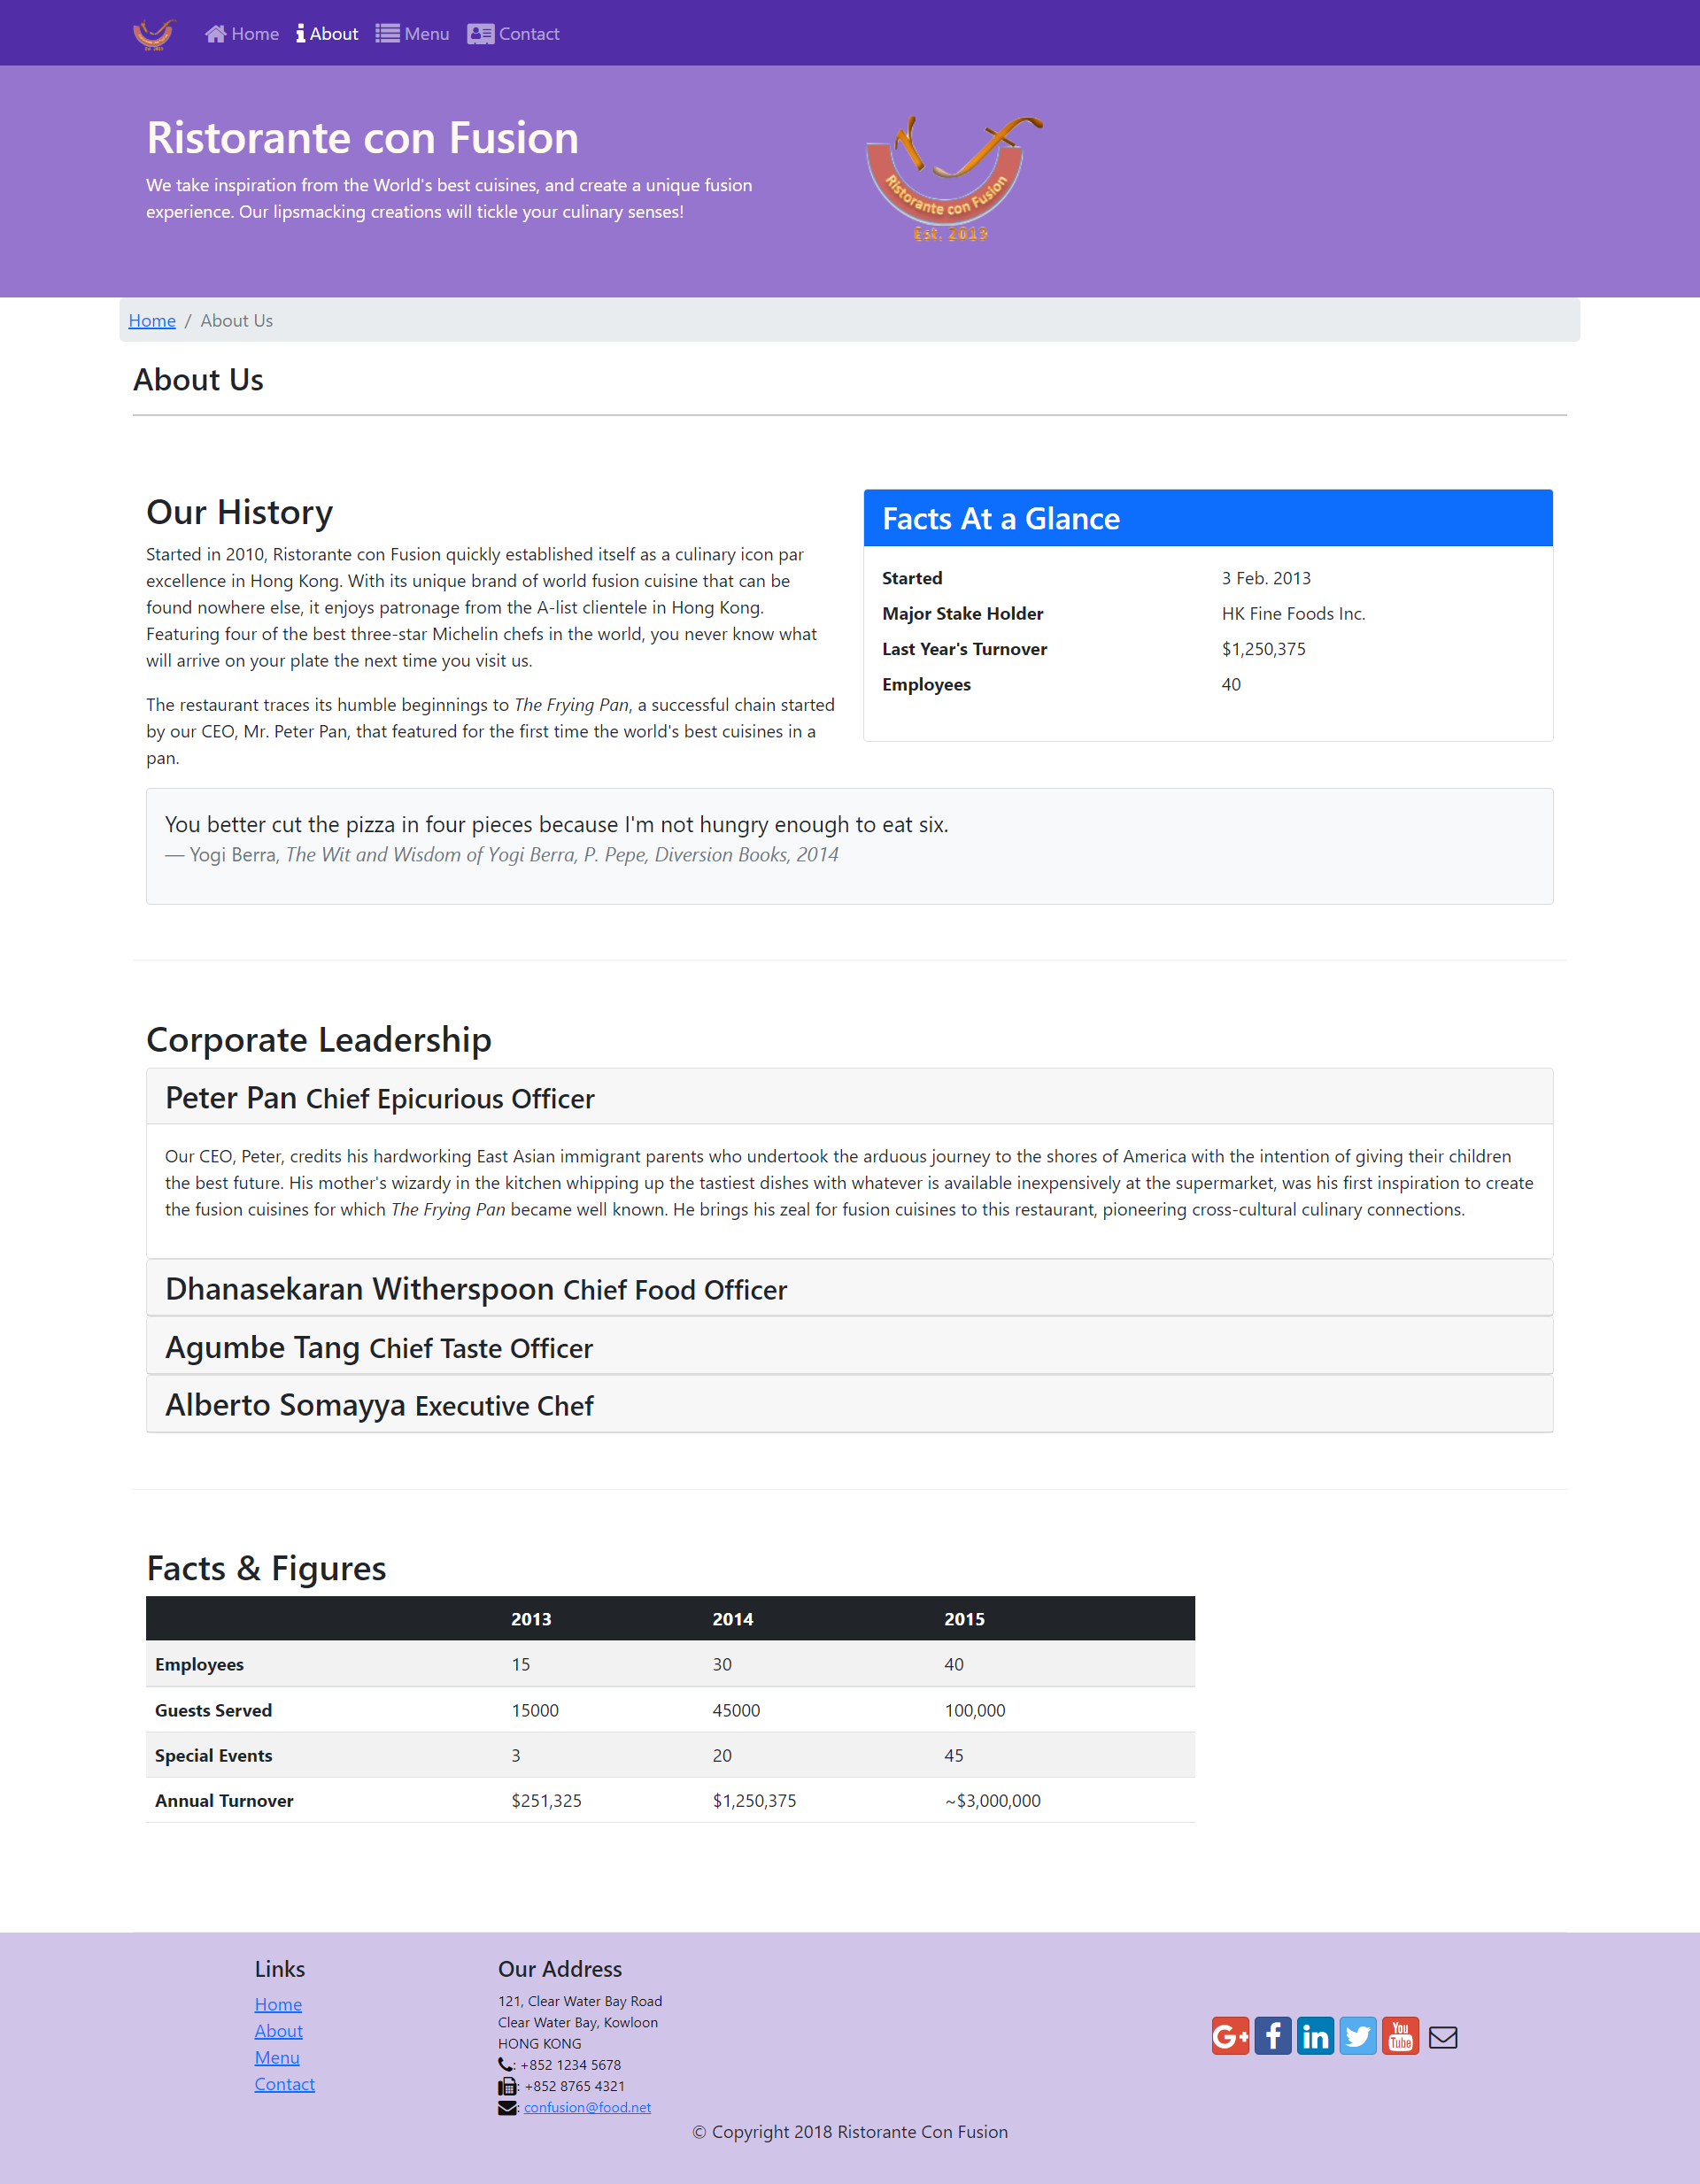 Home About Menu Contact
Ristorante con Fusion
We take inspiration from the World's best cuisines, and create a unique fusion
experience. Our lipsmacking creations will tickle your culinary senses!
Ristorante con Fusion
Est. 2013
Home / About Us
About Us
Our History
Started in 2010, Ristorante con Fusion quickly established itself as a culinary icon par
excellence in Hong Kong. With its unique brand of world fusion cuisine that can be
found nowhere else, it enjoys patronage from the A-list clientele in Hong Kong.
Featuring four of the best three-star Michelin chefs in the world, you never know what
will arrive on your plate the next time you visit us.
The restaurant traces its humble beginnings to The Frying Pan, a successful chain started
by our CEO, Mr. Peter Pan, that featured for the first time the world's best cuisines in a
pan.
Facts At a Glance
Started 3 Feb. 2013
Major Stake Holder HK Fine Foods Inc.
Last Year's Turnover $1,250,375
Employees 40
You better cut the pizza in four pieces because I'm not hungry enough to eat six.
— Yogi Berra, The Wit and Wisdom of Yogi Berra, P. Pepe, Diversion Books, 2014
Corporate Leadership
Peter Pan Chief Epicurious Officer
Our CEO, Peter, credits his hardworking East Asian immigrant parents who undertook the arduous journey to the shores of America with the intention of giving their children
the best future. His mother's wizardy in the kitchen whipping up the tastiest dishes with whatever is available inexpensively at the supermarket, was his first inspiration to create
the fusion cuisines for which The Frying Pan became well known. He brings his zeal for fusion cuisines to this restaurant, pioneering cross-cultural culinary connections.
Dhanasekaran Witherspoon Chief Food Officer
Agumbe Tang Chief Taste Officer
Alberto Somayya Executive Chef
Facts & Figures
2013 2014 2015
Employees 15 30 40
Guests Served 15000 45000 100,000
Special Events 3 20 45
Annual Turnover $251,325 $1,250,375 ~$3,000,000
Links
Home
About
Menu
Contact
Our Address
121, Clear Water Bay Road
Clear Water Bay, Kowloon
HONG KONG
: +852 1234 5678
: +852 8765 4321
: confusion@food.net
G+ f in You Tube
© Copyright 2018 Ristorante Con Fusion